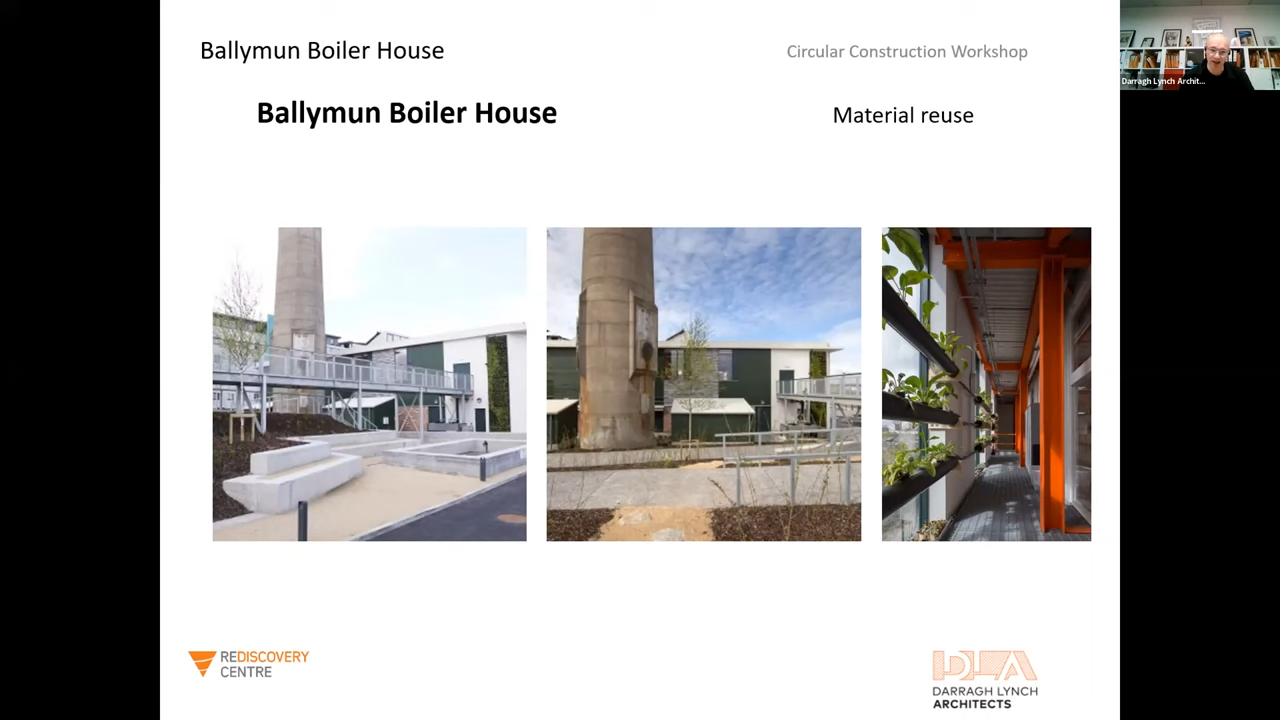 Ballymun Boiler House
Circular Construction Workshop
Darragh Lynch Archit...
Ballymun Boiler House
Material reuse
REDISCOVERY
CENTRE
DLA
DARRAGH LYNCH
ARCHITECTS